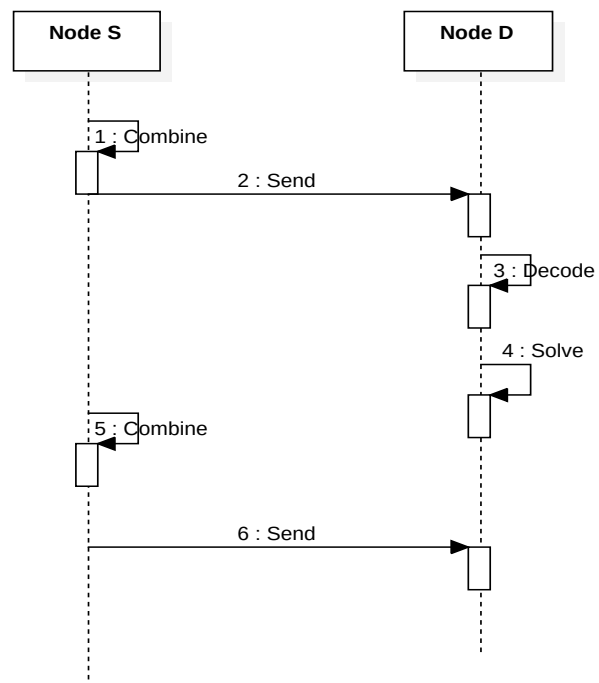 Node S
Node D
1 : Combine
2 : Send
3 : Decode
4 : Solve
5 : Combine
6 : Send